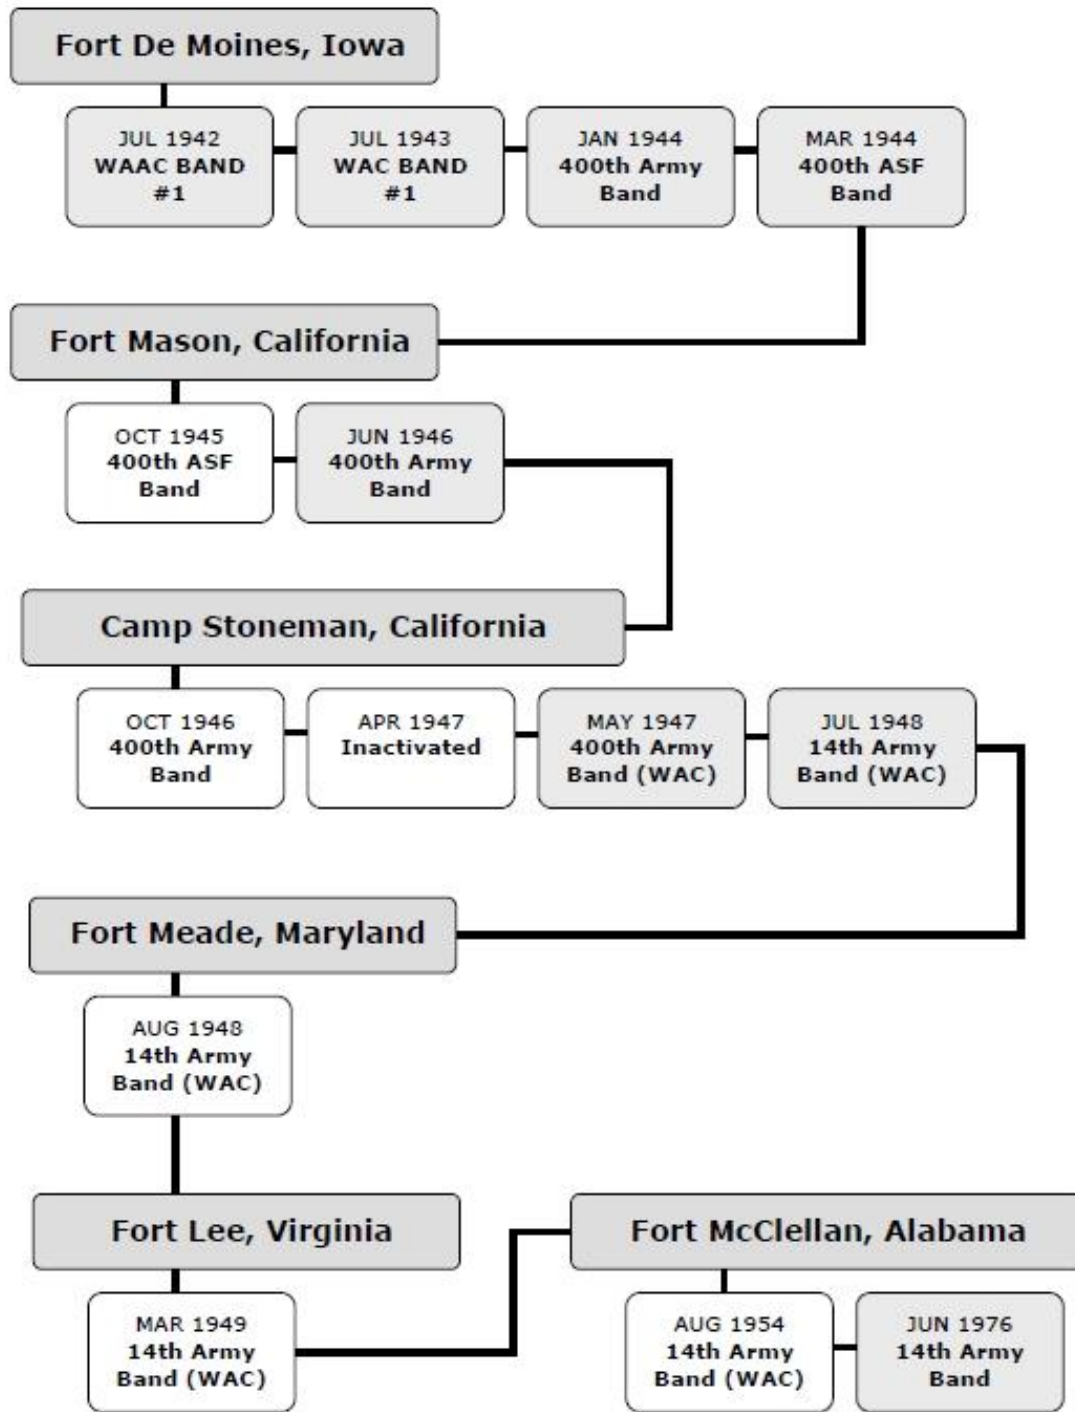 Fort De Moines, Iowa
JUL 1942
WAAC BAND
#1
JUL 1943
WAC BAND
#1
JAN 1944
400th Army
Band
MAR 1944
400th ASF
Band
Fort Mason, California
OCT 1945
400th ASF
Band
JUN 1946
400th Army
Band
Camp Stoneman, California
OCT 1946
400th Army
Band
APR 1947
Inactivated
MAY 1947
400th Army
Band (WAC)
JUL 1948
14th Army
Band (WAC)
Fort Meade, Maryland
AUG 1948
14th Army
Band (WAC)
Fort Lee, Virginia
MAR 1949
14th Army
Band (WAC)
Fort McClellan, Alabama
AUG 1954
14th Army
Band (WAC)
JUN 1976
14th Army
Band